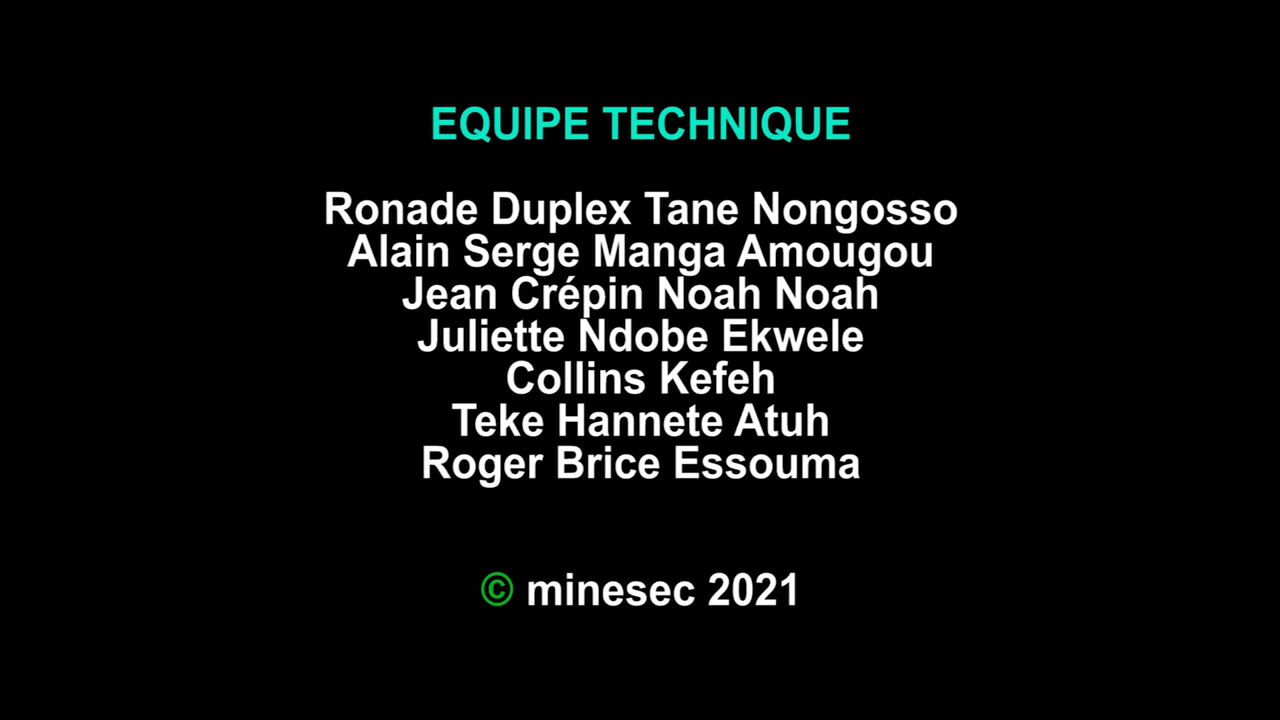 EQUIPE TECHNIQUE
Ronade Duplex Tane Nongosso
Alain Serge Manga Amougou
Jean Crépin Noah Noah
Juliette Ndobe Ekwele
Collins Kefeh
Teke Hannete Atuh
Roger Brice Essouma
© minesec 2021